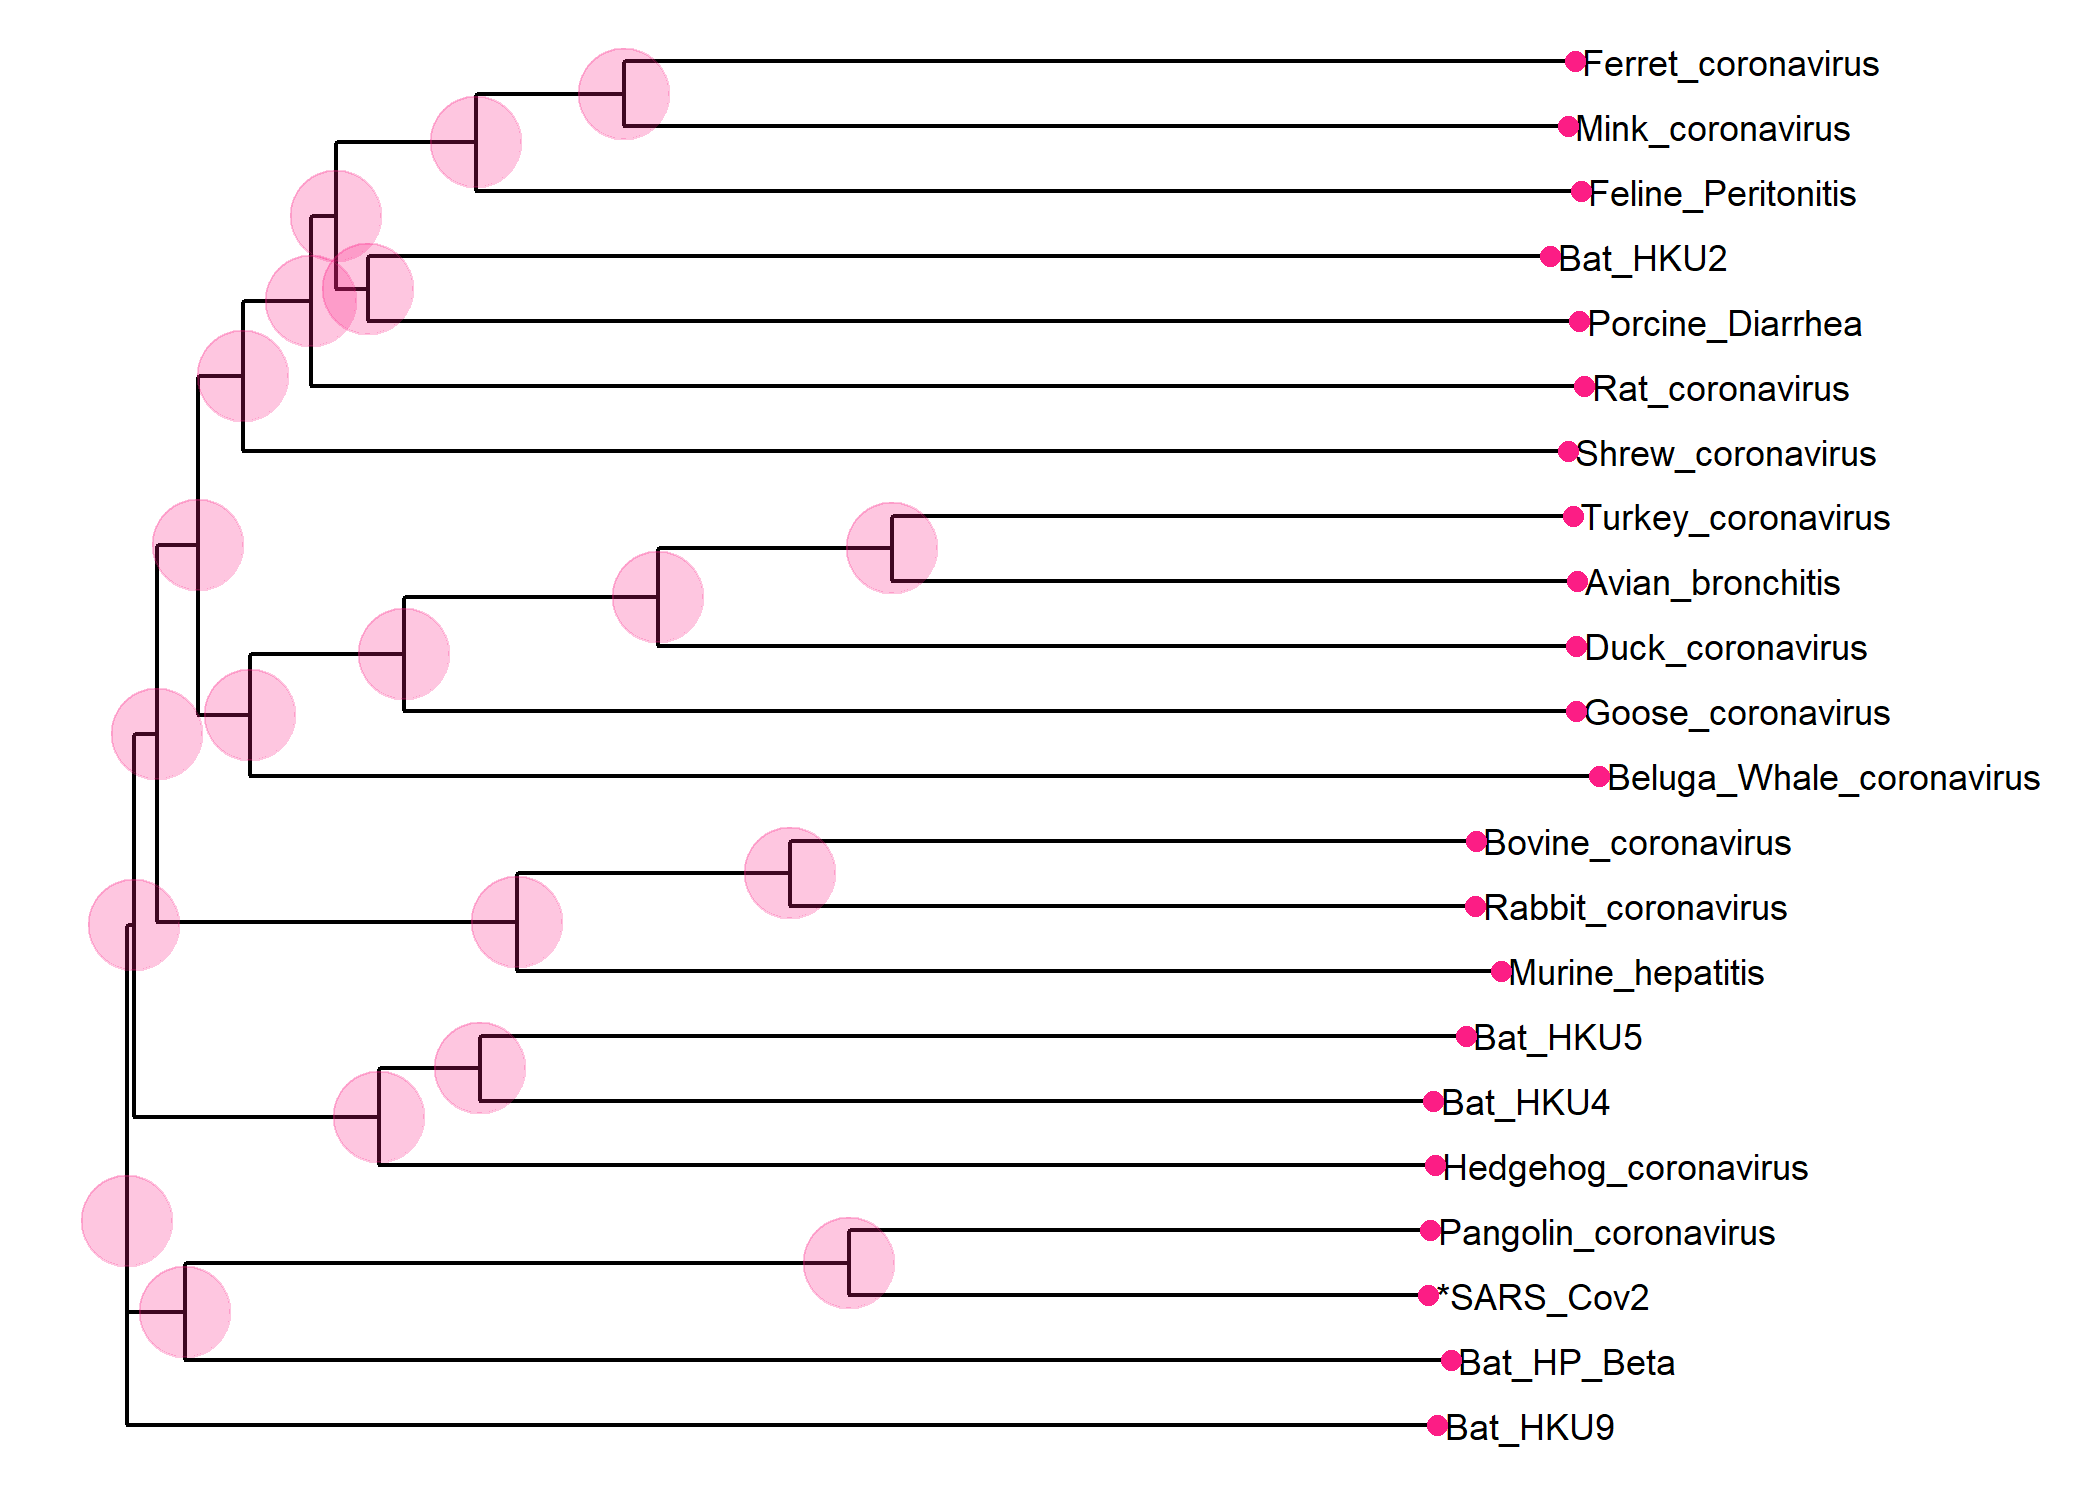 Ferret_coronavirus
Mink_coronavirus
Feline_Peritonitis
Bat_HKU2
Porcine_Diarrhea
Rat_coronavirus
Shrew_coronavirus
Turkey_coronavirus
Avian_bronchitis
Duck_coronavirus
Goose_coronavirus
Beluga_Whale_coronavirus
Bovine_coronavirus
Rabbit_coronavirus
Murine_hepatitis
Bat_HKU5
Bat_HKU4
Hedgehog_coronavirus
Pangolin_coronavirus
*SARS_Cov2
Bat_HP_Beta
Bat_HKU9